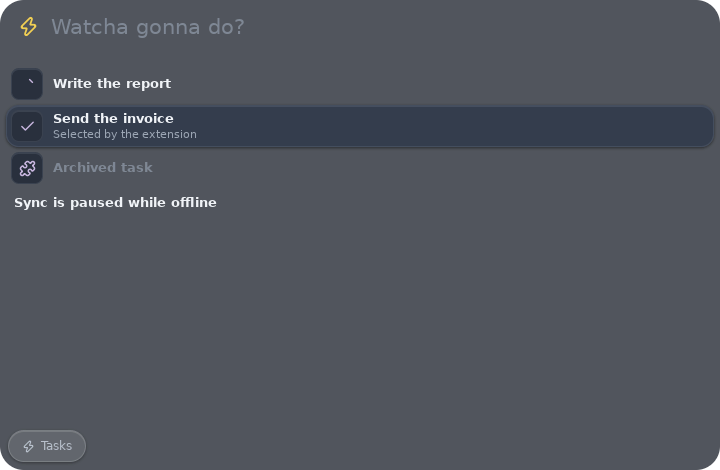 Watcha gonna do?
Write the report
Send the invoice
Selected by the extension
Archived task
Sync is paused while offline
Tasks